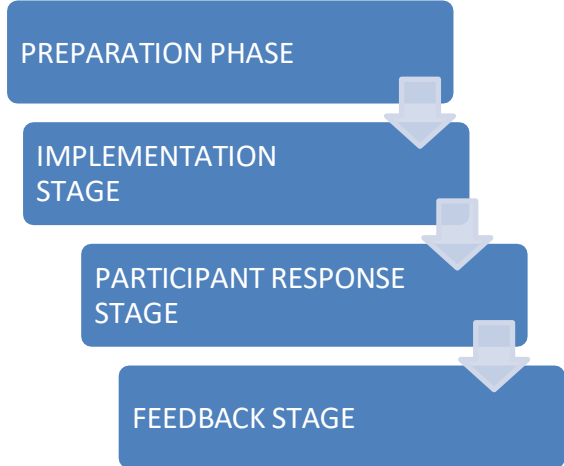 PREPARATION PHASE
IMPLEMENTATION
STAGE
PARTICIPANT RESPONSE
STAGE
FEEDBACK STAGE